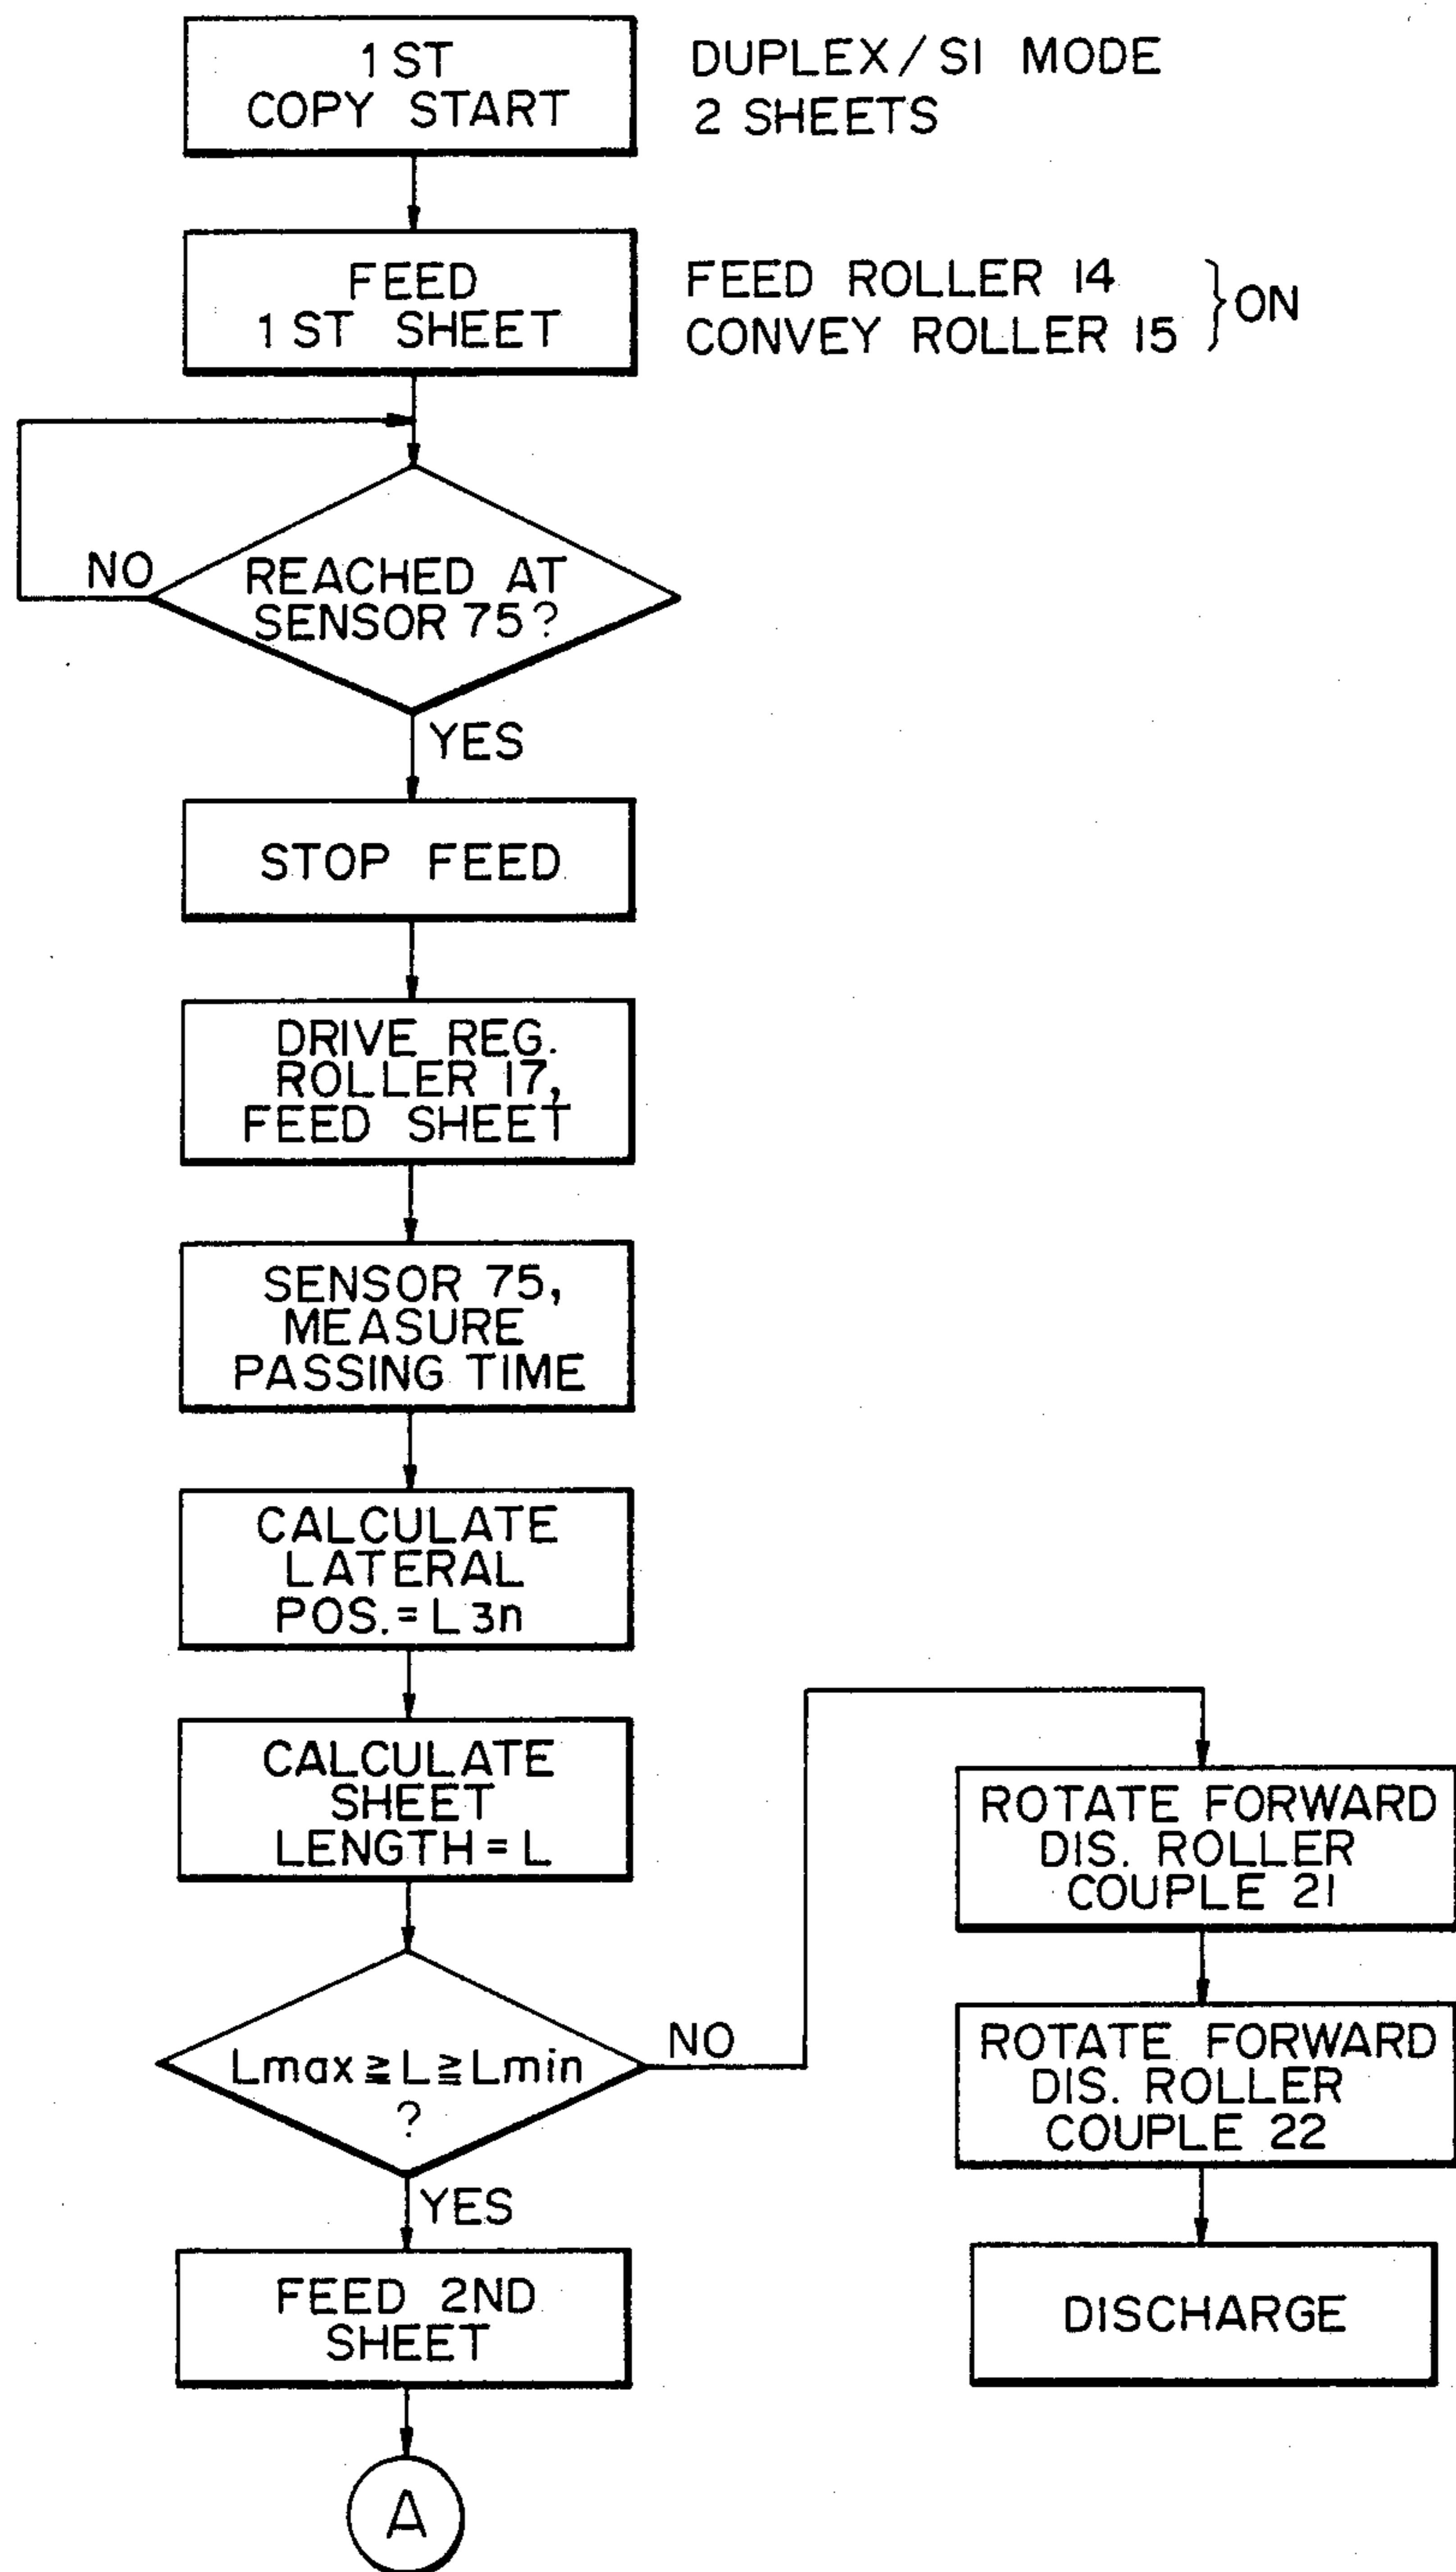 1 ST
COPY START
DUPLEX/SI MODE
2 SHEETS
FEED
1 ST SHEET
FEED ROLLER 14
CONVEY ROLLER 15
} ON
NO
REACHED AT
SENSOR 75?
YES
STOP FEED
DRIVE REG.
ROLLER 17,
FEED SHEET
SENSOR 75,
MEASURE
PASSING TIME
CALCULATE
LATERAL
POS.= L3n
CALCULATE
SHEET
LENGTH = L
Lmax ≧ L ≧ Lmin
?
NO
YES
ROTATE FORWARD
DIS. ROLLER
COUPLE 21
ROTATE FORWARD
DIS. ROLLER
COUPLE 22
DISCHARGE
FEED 2ND
SHEET
A